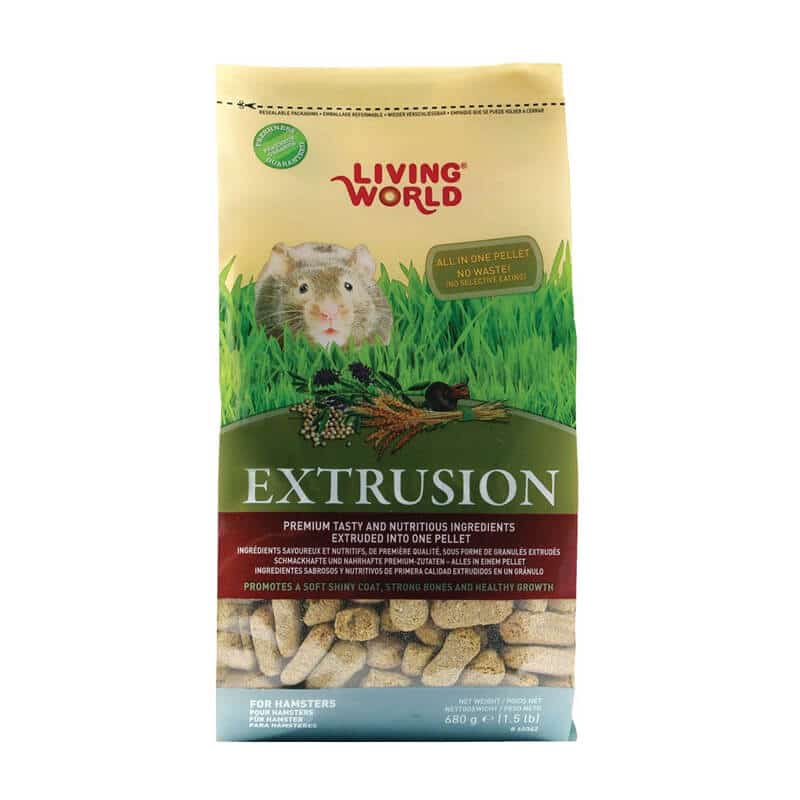 RESEALABLE PACKAGING • EMBALLAGE REFERMABLE • WIEDER VERSCHLIESSBAR • EMPAQUE QUE SE PUEDE VOLVER A CERRAR
FRESHNESS
GUARANTEED
LIVING®
WORLD
ALL IN ONE PELLET
NO WASTE!
(NO SELECTIVE EATING)
EXTRUSION
PREMIUM TASTY AND NUTRITIOUS INGREDIENTS
EXTRUDED INTO ONE PELLET
INGRÉDIENTS SAVOUREUX ET NUTRITIFS, DE PREMIÈRE QUALITÉ, SOUS FORME DE GRANULÉS EXTRUDÉS
SCHMACKHAFTE UND NAHRHAFTE PREMIUM-ZUTATEN – ALLES IN EINEM PELLET
INGREDIENTES SABROSOS Y NUTRITIVOS DE PRIMERA CALIDAD EXTRUDIDOS EN UN GRÁNULO
PROMOTES A SOFT SHINY COAT, STRONG BONES AND HEALTHY GROWTH
FOR HAMSTERS
POUR HAMSTERS
FÜR HAMSTER
PARA HÁMSTERES
NET WEIGHT / POIDS NET
NETTOGEWICHT / PESO NETO
680 g ℮ (1.5 lb)